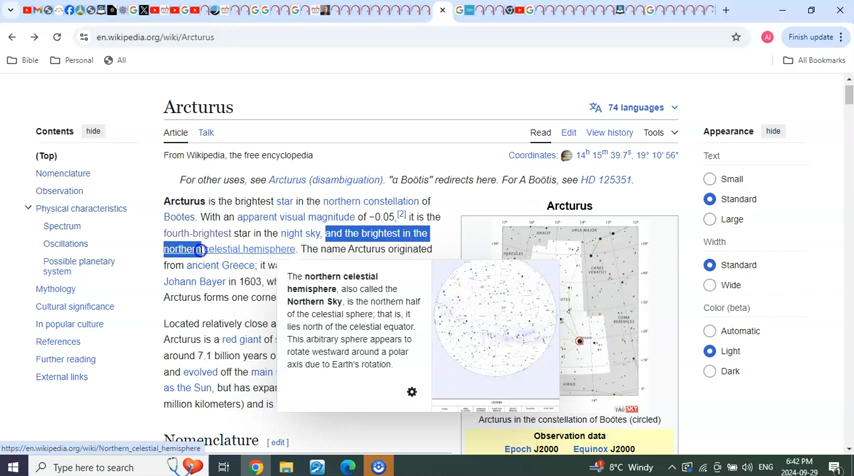 en.wikipedia.org/wiki/Arcturus
Finish update
Bible
Personal
All
All Bookmarks
Arcturus
74 languages
Article
Talk
Read
Edit
View history
Tools
From Wikipedia, the free encyclopedia
Coordinates: 14h 15m 39.7s, 19° 10′ 56″
For other uses, see Arcturus (disambiguation). "α Boötis" redirects here. For A Boötis, see HD 125351.
Contents
hide
(Top)
Nomenclature
Observation
Physical characteristics
Spectrum
Oscillations
Possible planetary
system
Mythology
Cultural significance
In popular culture
References
Further reading
External links
Arcturus is the brightest star in the northern constellation of
Boötes. With an apparent visual magnitude of −0.05,[2] it is the
fourth-brightest star in the night sky, and the brightest in the
northern celestial hemisphere. The name Arcturus originated
from ancient Greece; it wa
Johann Bayer in 1603, wh
Arcturus forms one corne
Located relatively close a
Arcturus is a red giant of s
around 7.1 billion years o
and evolved off the main s
as the Sun, but has expan
million kilometers) and is
Nomenclature [edit]
The northern celestial
hemisphere, also called the
Northern Sky, is the northern half
of the celestial sphere; that is, it
lies north of the celestial equator.
This arbitrary sphere appears to
rotate westward around a polar
axis due to Earth's rotation.
Arcturus
Arcturus in the constellation of Boötes (circled)
Observation data
Epoch J2000 Equinox J2000
Appearance
hide
Text
Small
Standard
Large
Width
Standard
Wide
Color (beta)
Automatic
Light
Dark
https://en.wikipedia.org/wiki/Northern_celestial_hemisphere
Type here to search
8°C Windy
ENG
6:42 PM
2024-09-29